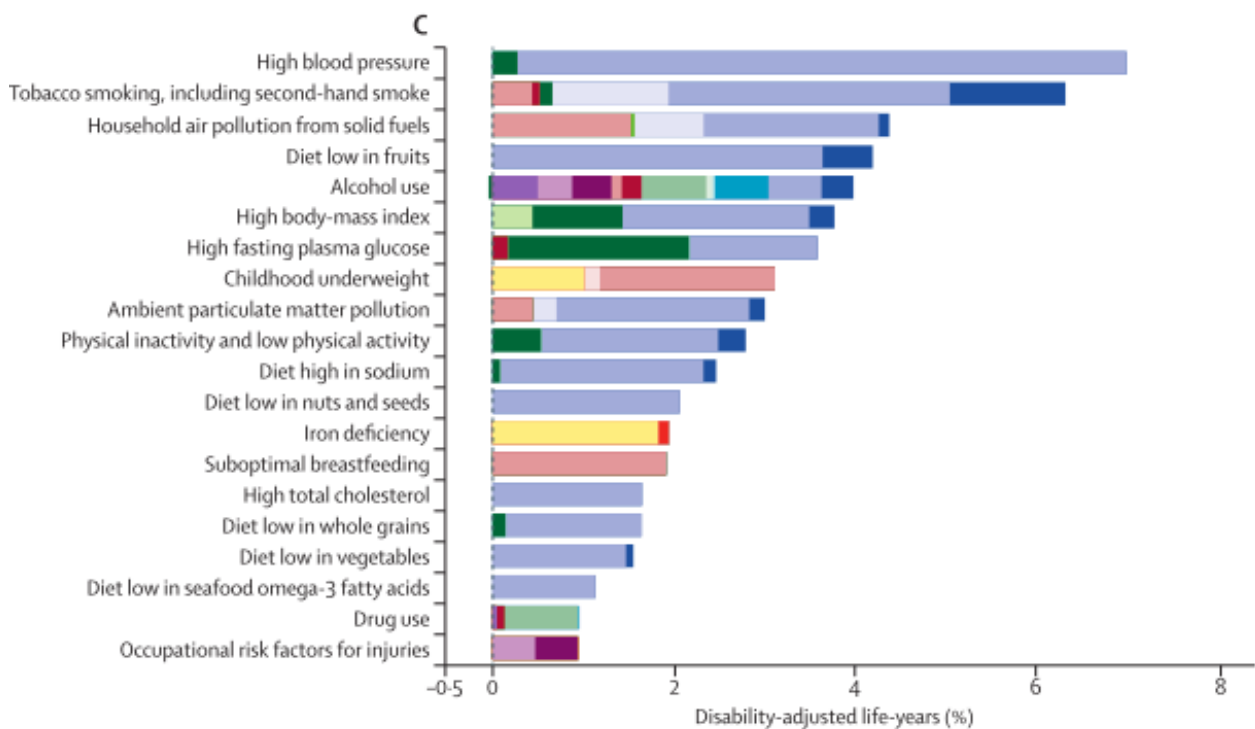 C
High blood pressure
Tobacco smoking, including second-hand smoke
Household air pollution from solid fuels
Diet low in fruits
Alcohol use
High body-mass index
High fasting plasma glucose
Childhood underweight
Ambient particulate matter pollution
Physical inactivity and low physical activity
Diet high in sodium
Diet low in nuts and seeds
Iron deficiency
Suboptimal breastfeeding
High total cholesterol
Diet low in whole grains
Diet low in vegetables
Diet low in seafood omega-3 fatty acids
Drug use
Occupational risk factors for injuries
–0·5 0 2 4 6 8
Disability-adjusted life-years (%)